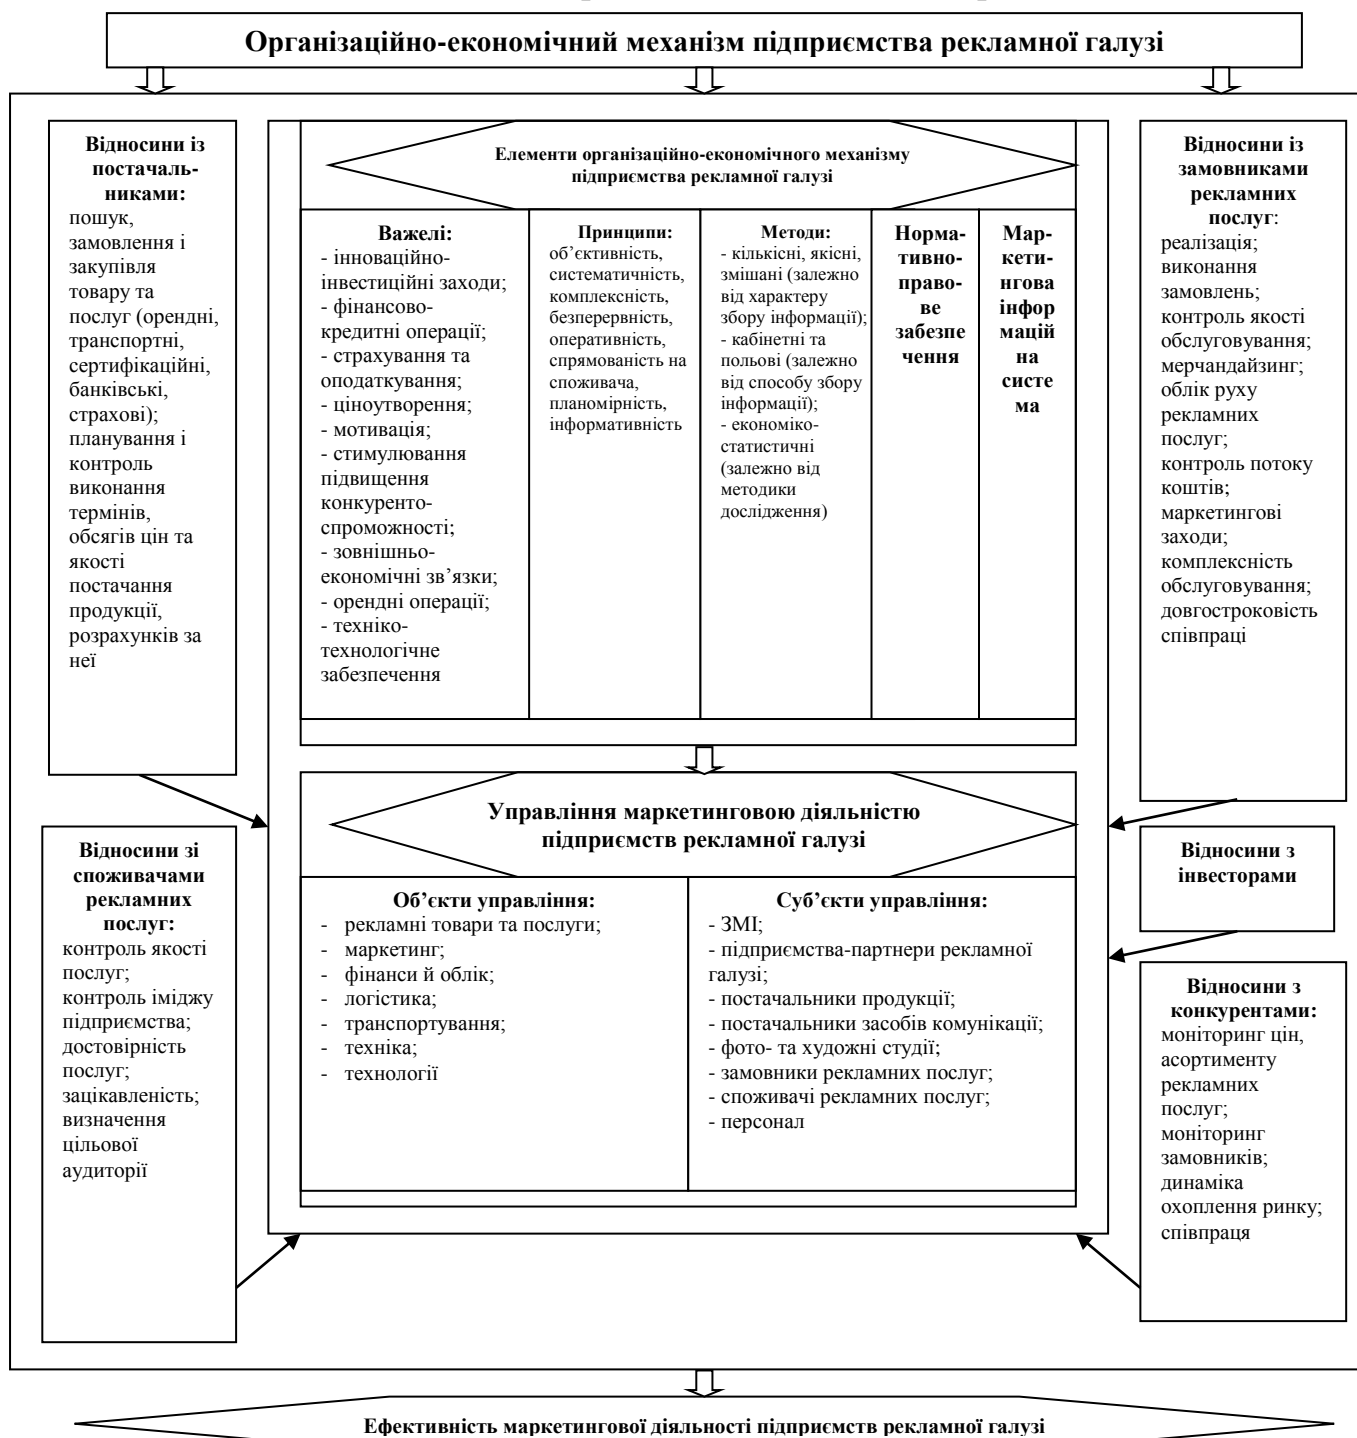 Організаційно-економічний механізм підприємства рекламної галузі
Відносини із
постачаль-
никами:
пошук,
замовлення і
закупівля
товару та
послуг (орендні,
транспортні,
сертифікаційні,
банківські,
страхові);
планування і
контроль
виконання
термінів,
обсягів цін та
якості
постачання
продукції,
розрахунків за
неї
Елементи організаційно-економічного механізму
підприємства рекламної галузі
Важелі:
- інноваційно-
інвестиційні заходи;
- фінансово-
кредитні операції;
- страхування та
оподаткування;
- ціноутворення;
- мотивація;
- стимулювання
підвищення
конкуренто-
спроможності;
- зовнішньо-
економічні зв’язки;
- орендні операції;
- техніко-
технологічне
забезпечення
Принципи:
об’єктивність,
систематичність,
комплексність,
безперервність,
оперативність,
спрямованість на
споживача,
планомірність,
інформативність
Методи:
- кількісні, якісні,
змішані (залежно
від характеру
збору інформації);
- кабінетні та
польові (залежно
від способу збору
інформації);
- економіко-
статистичні
(залежно від
методики
дослідження)
Норма-
тивно-
право-
ве
забезпе
чення
Мар-
кети-
нгова
інфор
маційн
на
систе
ма
Відносини із
замовниками
рекламних
послуг:
реалізація;
виконання
замовлень;
контроль якості
обслуговування;
мерчандайзинг;
облік руху
рекламних
послуг;
контроль потоку
коштів;
маркетингові
заходи;
комплексність
обслуговування;
довгостроковість
співпраці
Управління маркетинговою діяльністю
підприємств рекламної галузі
Об’єкти управління:
- рекламні товари та послуги;
- маркетинг;
- фінанси й облік;
- логістика;
- транспортування;
- техніка;
- технології
Суб’єкти управління:
- ЗМІ;
- підприємства-партнери рекламної
галузі;
- постачальники продукції;
- постачальники засобів комунікації;
- фото- та художні студії;
- замовники рекламних послуг;
- споживачі рекламних послуг;
- персонал
Відносини зі
споживачами
рекламних
послуг:
контроль якості
послуг;
контроль іміджу
підприємства;
достовірність
послуг;
зацікавленість;
визначення
цільової
аудиторії
Відносини з
інвесторами
Відносини з
конкурентами:
моніторинг цін,
асортименту
рекламних
послуг;
моніторинг
замовників;
динаміка
охоплення ринку;
співпраця
Ефективність маркетингової діяльності підприємств рекламної галузі